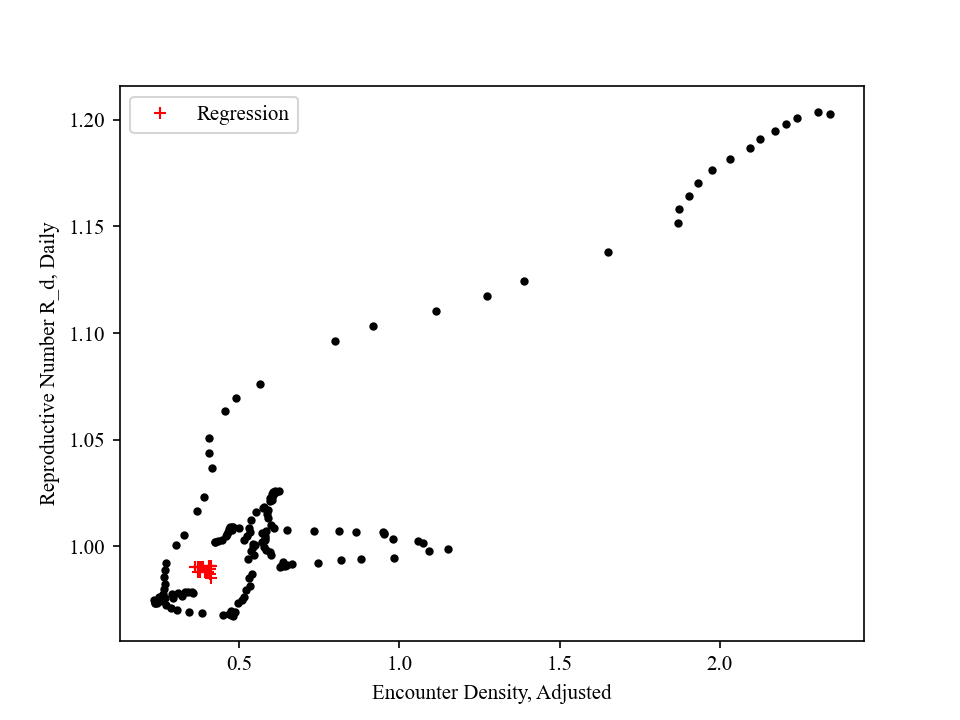 Regression
1.20
1.15
1.10
1.05
1.00
Reproductive Number R_d, Daily
0.5 1.0 1.5 2.0
Encounter Density, Adjusted